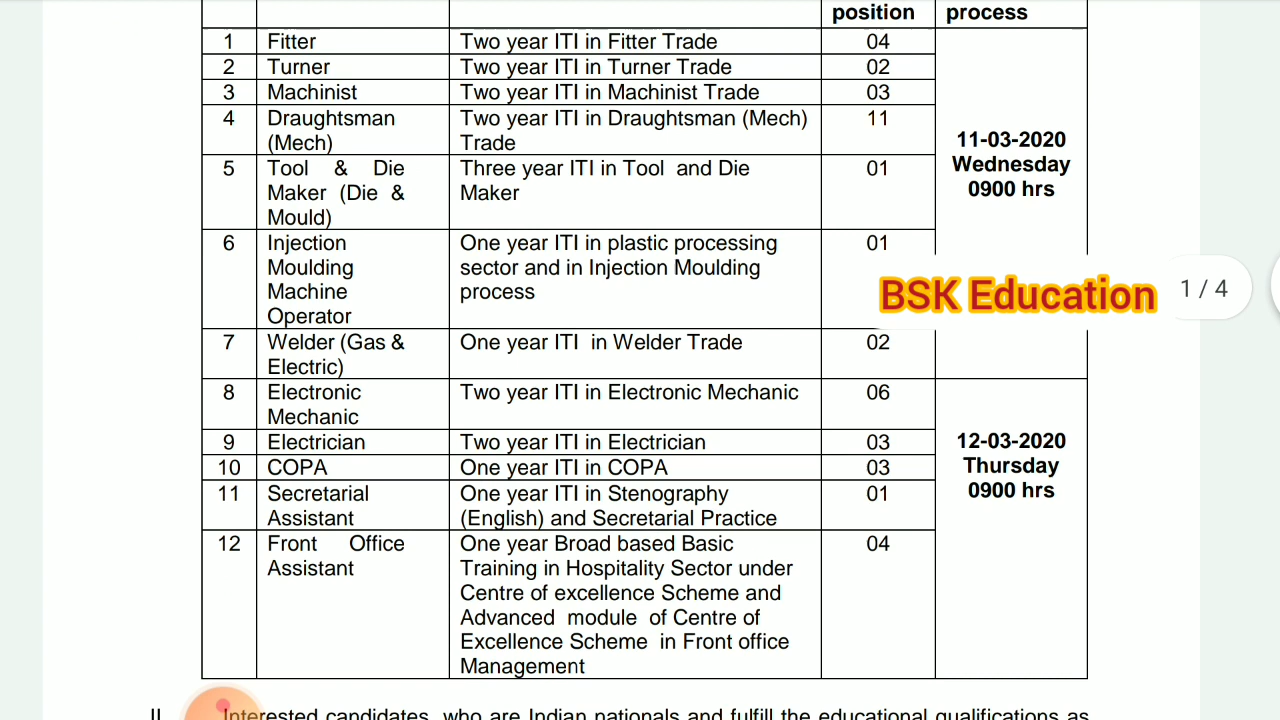 position process
1 Fitter Two year ITI in Fitter Trade 04
2 Turner Two year ITI in Turner Trade 02
3 Machinist Two year ITI in Machinist Trade 03
4 Draughtsman (Mech) Two year ITI in Draughtsman (Mech) Trade 11
11-03-2020
Wednesday
0900 hrs
5 Tool & Die Maker (Die & Mould) Three year ITI in Tool and Die Maker 01
6 Injection Moulding Machine Operator One year ITI in plastic processing sector and in Injection Moulding process 01
BSK Education
1 / 4
7 Welder (Gas & Electric) One year ITI in Welder Trade 02
8 Electronic Mechanic Two year ITI in Electronic Mechanic 06
9 Electrician Two year ITI in Electrician 03
12-03-2020
Thursday
0900 hrs
10 COPA One year ITI in COPA 03
11 Secretarial Assistant One year ITI in Stenography (English) and Secretarial Practice 01
12 Front Office Assistant One year Broad based Basic Training in Hospitality Sector under Centre of excellence Scheme and Advanced module of Centre of Excellence Scheme in Front office Management 04
II Interested candidates, who are Indian nationals and fulfill the educational qualifications as